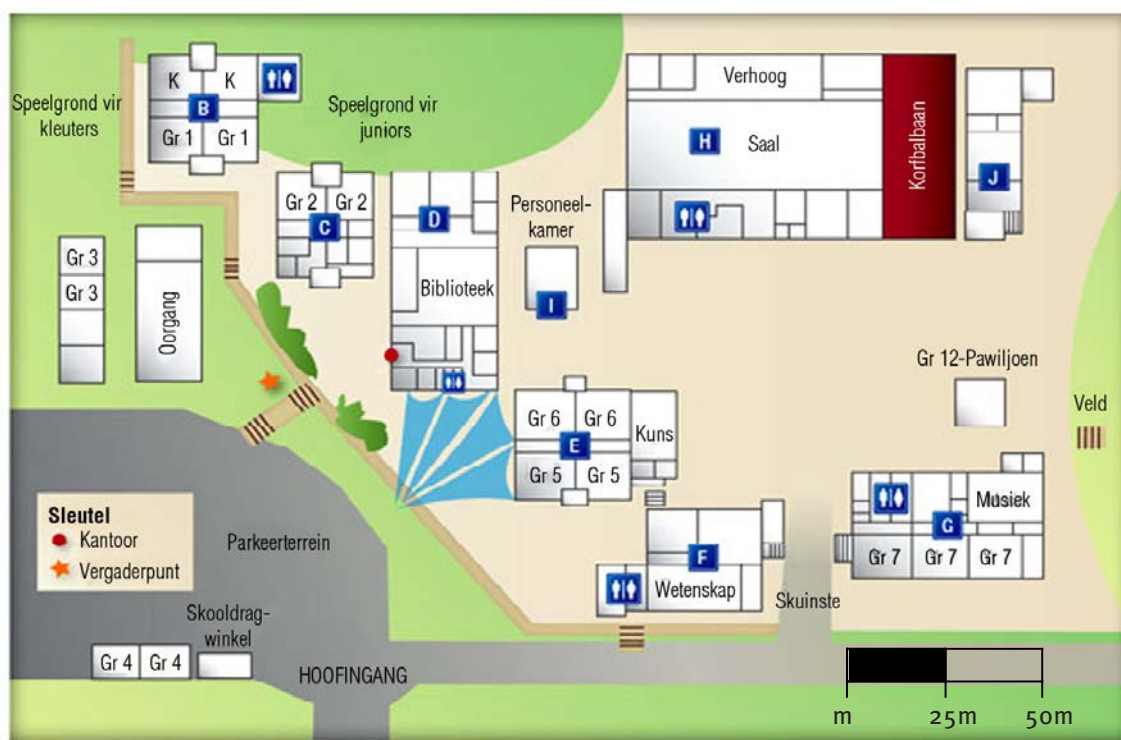 Speelgrond vir
kleuters
K
K
B
Gr 1
Gr 1
Speelgrond vir
juniors
Verhoog
H
Saal
Korfbalbaan
J
Gr 2
Gr 2
C
D
Biblioteek
Personeel-
kamer
I
Gr 3
Gr 3
Oorgang
Gr 12-Pawiljoen
Veld
Gr 6
Gr 6
E
Gr 5
Gr 5
Kuns
Musiek
G
Gr 7
Gr 7
Gr 7
F
Wetenskap
Skuinste
Sleutel
Kantoor
Vergaderpunt
Parkeerterrein
Skooldrag-
winkel
Gr 4
Gr 4
HOOFINGANG
m
25m
50m